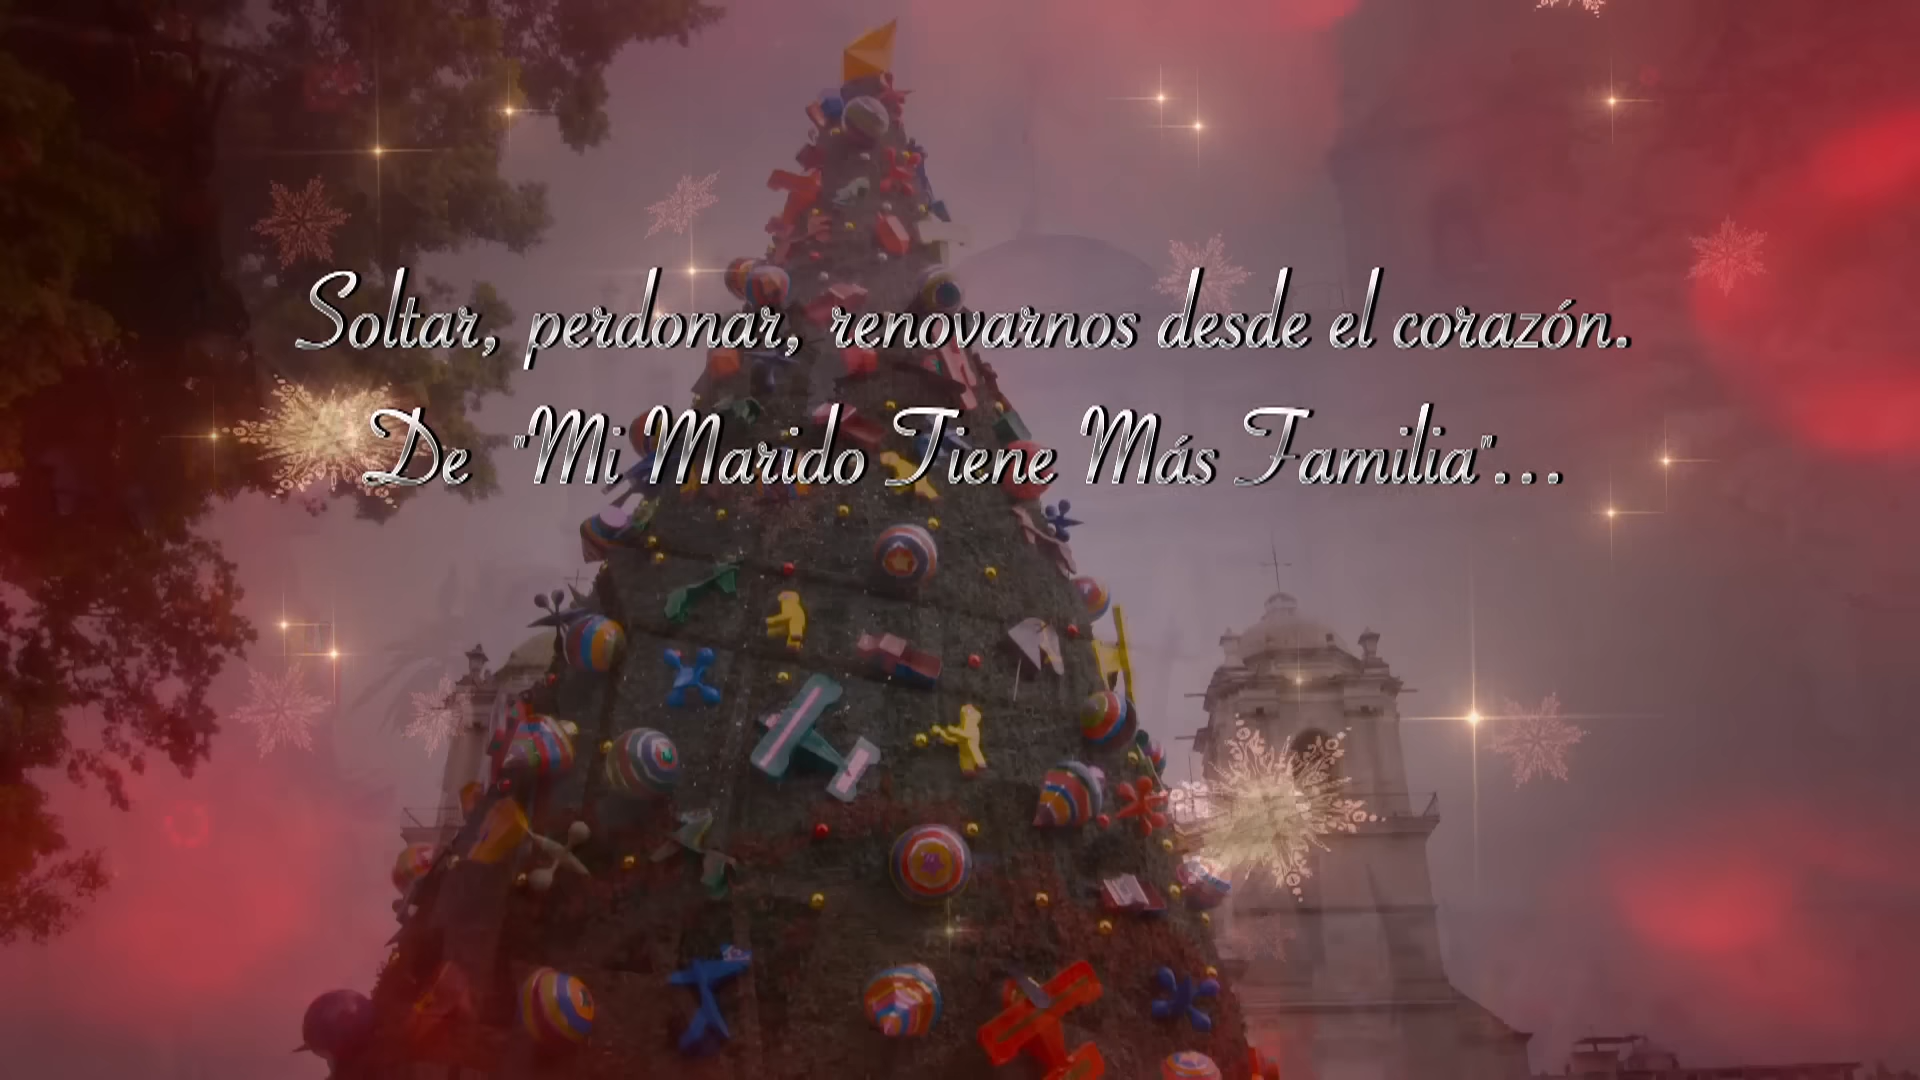 Soltar, perdonar, renovarnos desde el corazón.
De "Mi Marido Tiene Más Familia"...